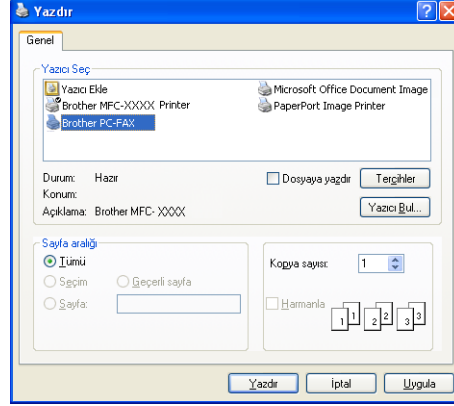 Yazdır
Genel
Yazıcı Seç
Yazıcı Ekle
Microsoft Office Document Image
Brother MFC-XXXX Printer
PaperPort Image Printer
Brother PC-FAX
Durum: Hazır
Dosyaya yazdır
Tercihler
Konum:
Açıklama: Brother MFC- XXXX
Yazıcı Bul...
Sayfa aralığı
Tümü
Kopya sayısı: 1
Seçim
Geçerli sayfa
Sayfa:
Harmanla
1 1 2 2 3 3
Yazdır
İptal
Uygula